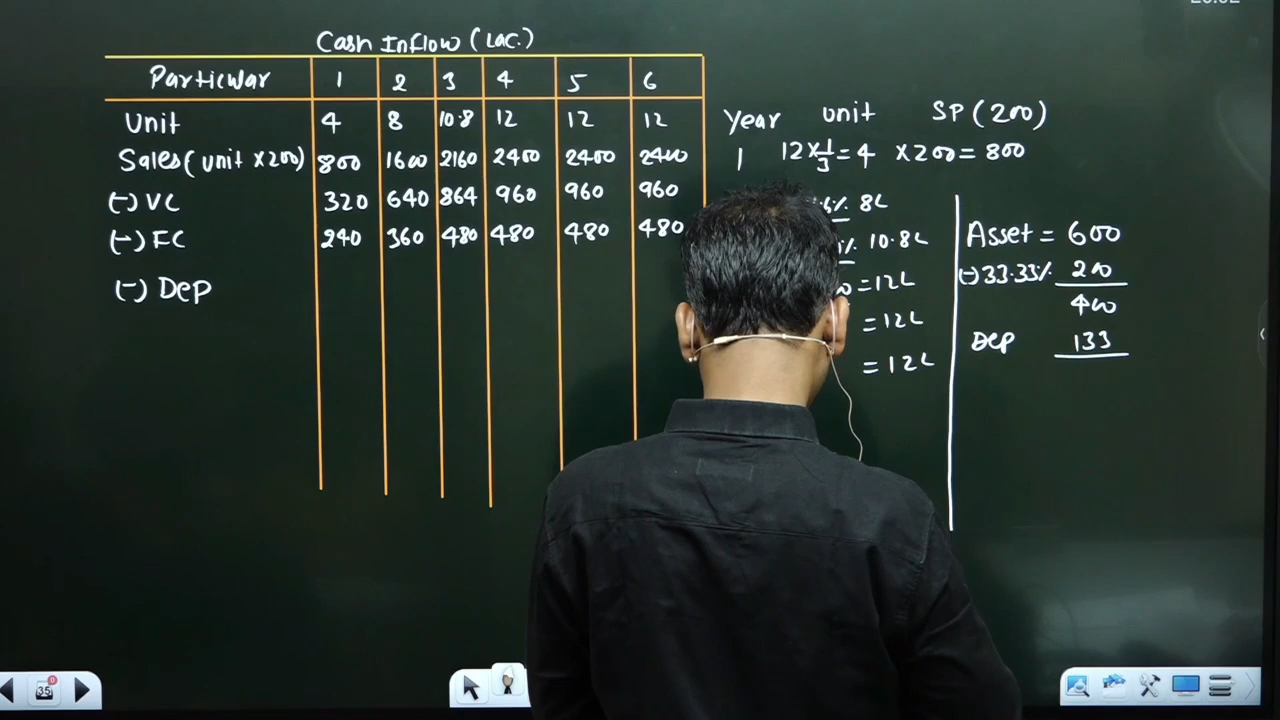 Cash Inflow (Lac.)
Particular 1 2 3 4 5 6
Unit 4 8 10.8 12 12 12
Sales (unit x200) 800 1600 2160 2400 2400 2400
(-) VC 320 640 864 960 960 960
(-) FC 240 360 480 480 480 480
(-) Dep
Year unit SP (200)
1 12 x 1/3 = 4 x 200 = 800
% 8L
% 10.8L
= 12L
= 12L
= 12L
Asset = 600
(-) 33.33% 200
400
Dep 133
35